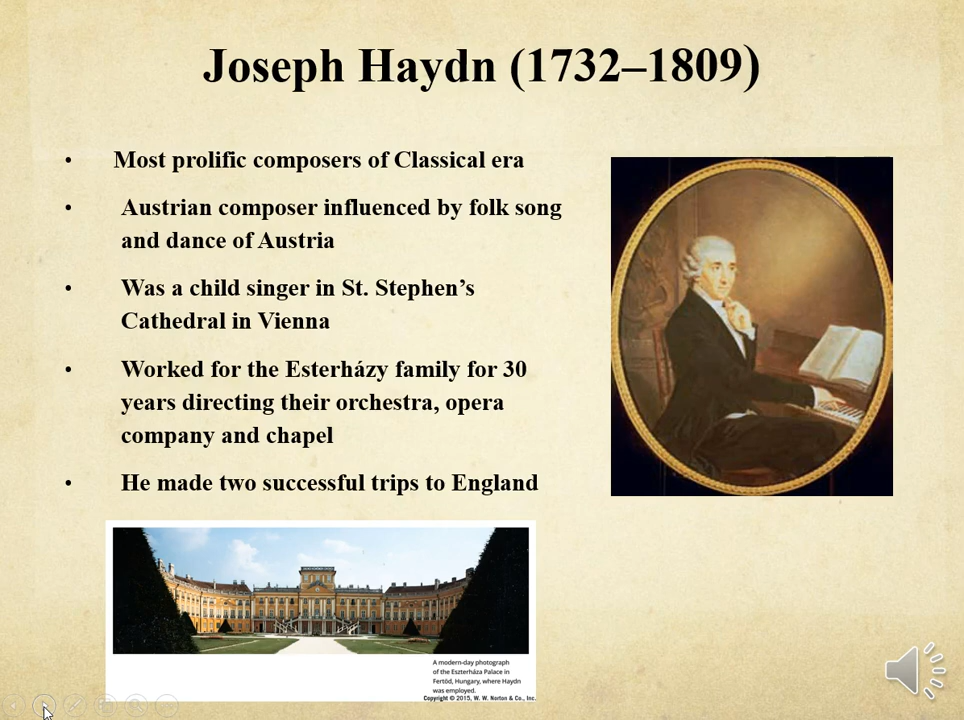 Joseph Haydn (1732–1809)
• Most prolific composers of Classical era
• Austrian composer influenced by folk song
and dance of Austria
• Was a child singer in St. Stephen’s
Cathedral in Vienna
• Worked for the Esterházy family for 30
years directing their orchestra, opera
company and chapel
• He made two successful trips to England
A modern-day photograph
of the Eszterháza Palace in
Fertőd, Hungary, where Haydn
was employed.
Copyright © 2015, W. W. Norton & Co., Inc.